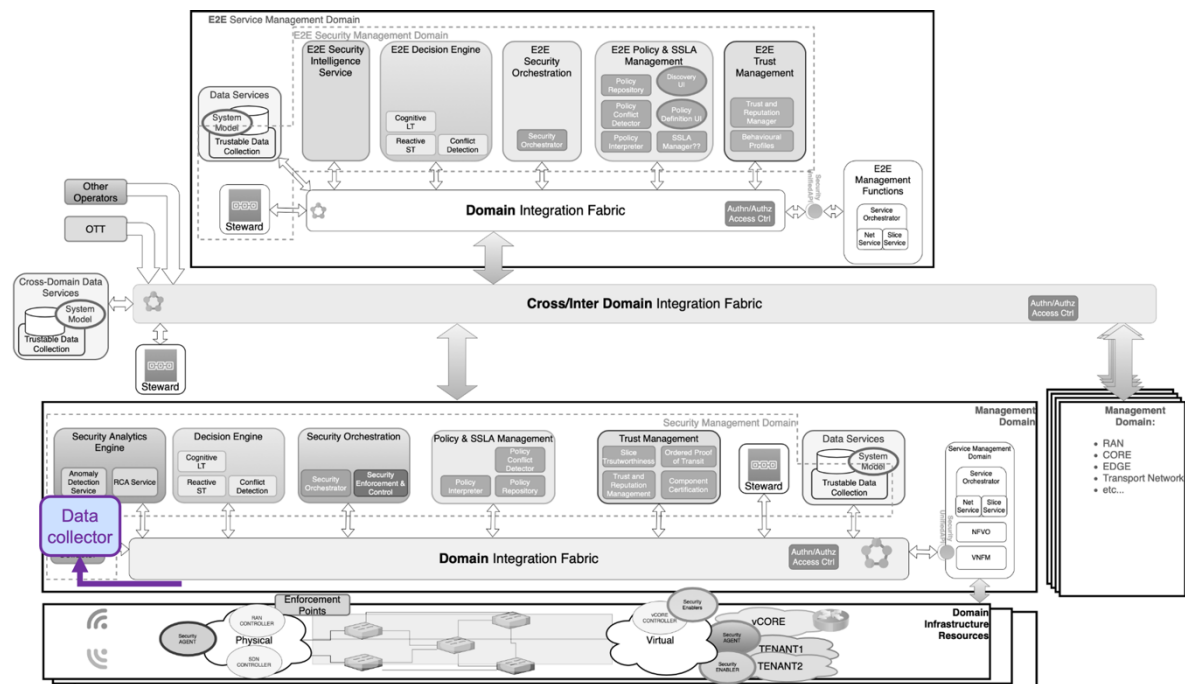 E2E Service Management Domain
E2E Security Management Domain
E2E Security
Intelligence
Service
E2E Decision Engine
Cognitive
LT
Reactive
ST
Conflict
Detection
E2E
Security
Orchestration
Security
Orchestrator
E2E Policy & SSLA
Management
Policy
Repository
Discovery
UI
Policy
Conflict
Detector
Policy
Definition UI
Ppolicy
Interpreter
SSLA
Manager??
E2E
Trust
Management
Trust and
Reputation
Manager
Behavioural
Profiles
Data Services
System
Model
Trustable Data
Collection
Steward
Domain Integration Fabric
Authn/Authz
Access Ctrl
Security
UnifiedAPI
E2E
Management
Functions
Service
Orchestrator
Net
Service
Slice
Service
Other
Operators
OTT
Cross-Domain Data
Services
System
Model
Trustable Data
Collection
Cross/Inter Domain Integration Fabric
Authn/Authz
Access Ctrl
Steward
Security Management Domain
Management
Domain
Security Analytics
Engine
Anomaly
Detection
Service
RCA Service
Decision Engine
Cognitive
LT
Reactive
ST
Conflict
Detection
Security Orchestration
Security
Orchestrator
Security
Enforcement &
Control
Policy & SSLA Management
Policy
Conflict
Detector
Policy
Interpreter
Policy
Repository
Trust Management
Slice
Trautworthiness
Ordered Proof
of Transit
Trust and
Reputation
Management
Component
Certification
Steward
Data Services
System
Model
Trustable Data
Collection
Service Management
Domain
Service
Orchestrator
Net
Service
Slice
Service
NFVO
VNFM
Security
UnifiedAPI
Data
collector
Domain Integration Fabric
Authn/Authz
Access Ctrl
Management
Domain:
• RAN
• CORE
• EDGE
• Transport Network
• etc...
Enforcement
Points
Security
AGENT
RAN
CONTROLLER
Physical
SDN
CONTROLLER
vCORE
CONTROLLER
Virtual
Security
Enablers
vCORE
Security
AGENT
TENANT1
Security
ENABLER
TENANT2
Domain
Infrastructure
Resources